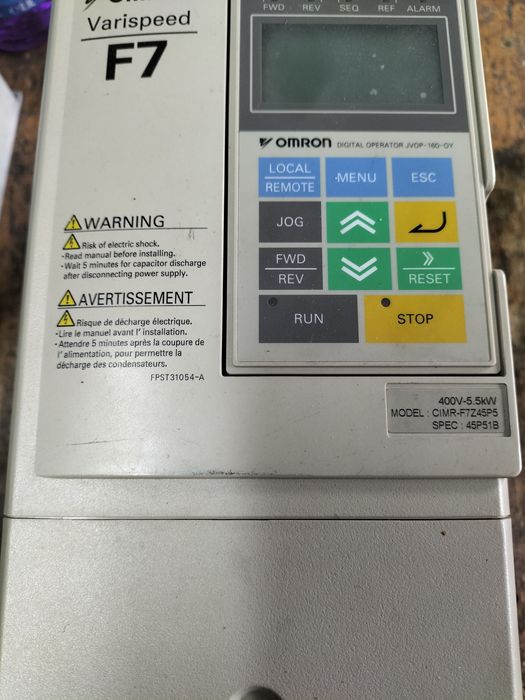 Varispeed
F7
FWD REV SEQ REF ALARM
OMRON DIGITAL OPERATOR JVOP-160-OY
LOCAL
REMOTE
MENU
ESC
JOG
FWD
REV
RESET
RUN
STOP
WARNING
Risk of electric shock.
·Read manual before installing.
·Wait 5 minutes for capacitor discharge
after disconnecting power supply.
AVERTISSEMENT
Risque de décharge électrique.
·Lire le manuel avant l' installation.
·Attendre 5 minutes après la coupure de
l' alimentation, pour permettre la
décharge des condensateurs.
FPST31054-A
400V-5.5kW
MODEL : CIMR-F7Z45P5
SPEC : 45P51B